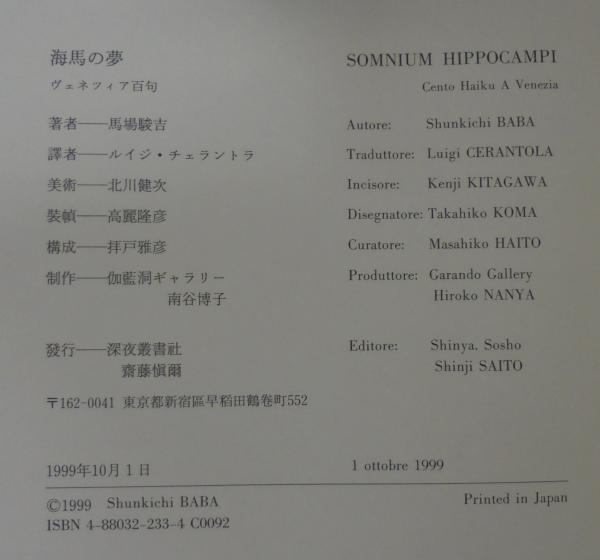 海馬の夢
ヴェネツィア百句
著者――馬場駿吉
譯者――ルイジ・チェラントラ
美術――北川健次
裝幀――高麗隆彦
構成――拝戸雅彦
制作――伽藍洞ギャラリー
南谷博子
發行――深夜叢書社
齋藤愼爾
〒162-0041 東京都新宿區早稲田鶴巻町552
1999年10月1日
SOMNIUM HIPPOCAMPI
Cento Haiku A Venezia
Autore: Shunkichi BABA
Traduttore: Luigi CERANTOLA
Incisore: Kenji KITAGAWA
Disegnatore: Takahiko KOMA
Curatore: Masahiko HAITO
Produttore: Garando Gallery
Hiroko NANYA
Editore: Shinya. Sosho
Shinji SAITO
1 ottobre 1999
©1999 Shunkichi BABA
ISBN 4-88032-233-4 C0092
Printed in Japan